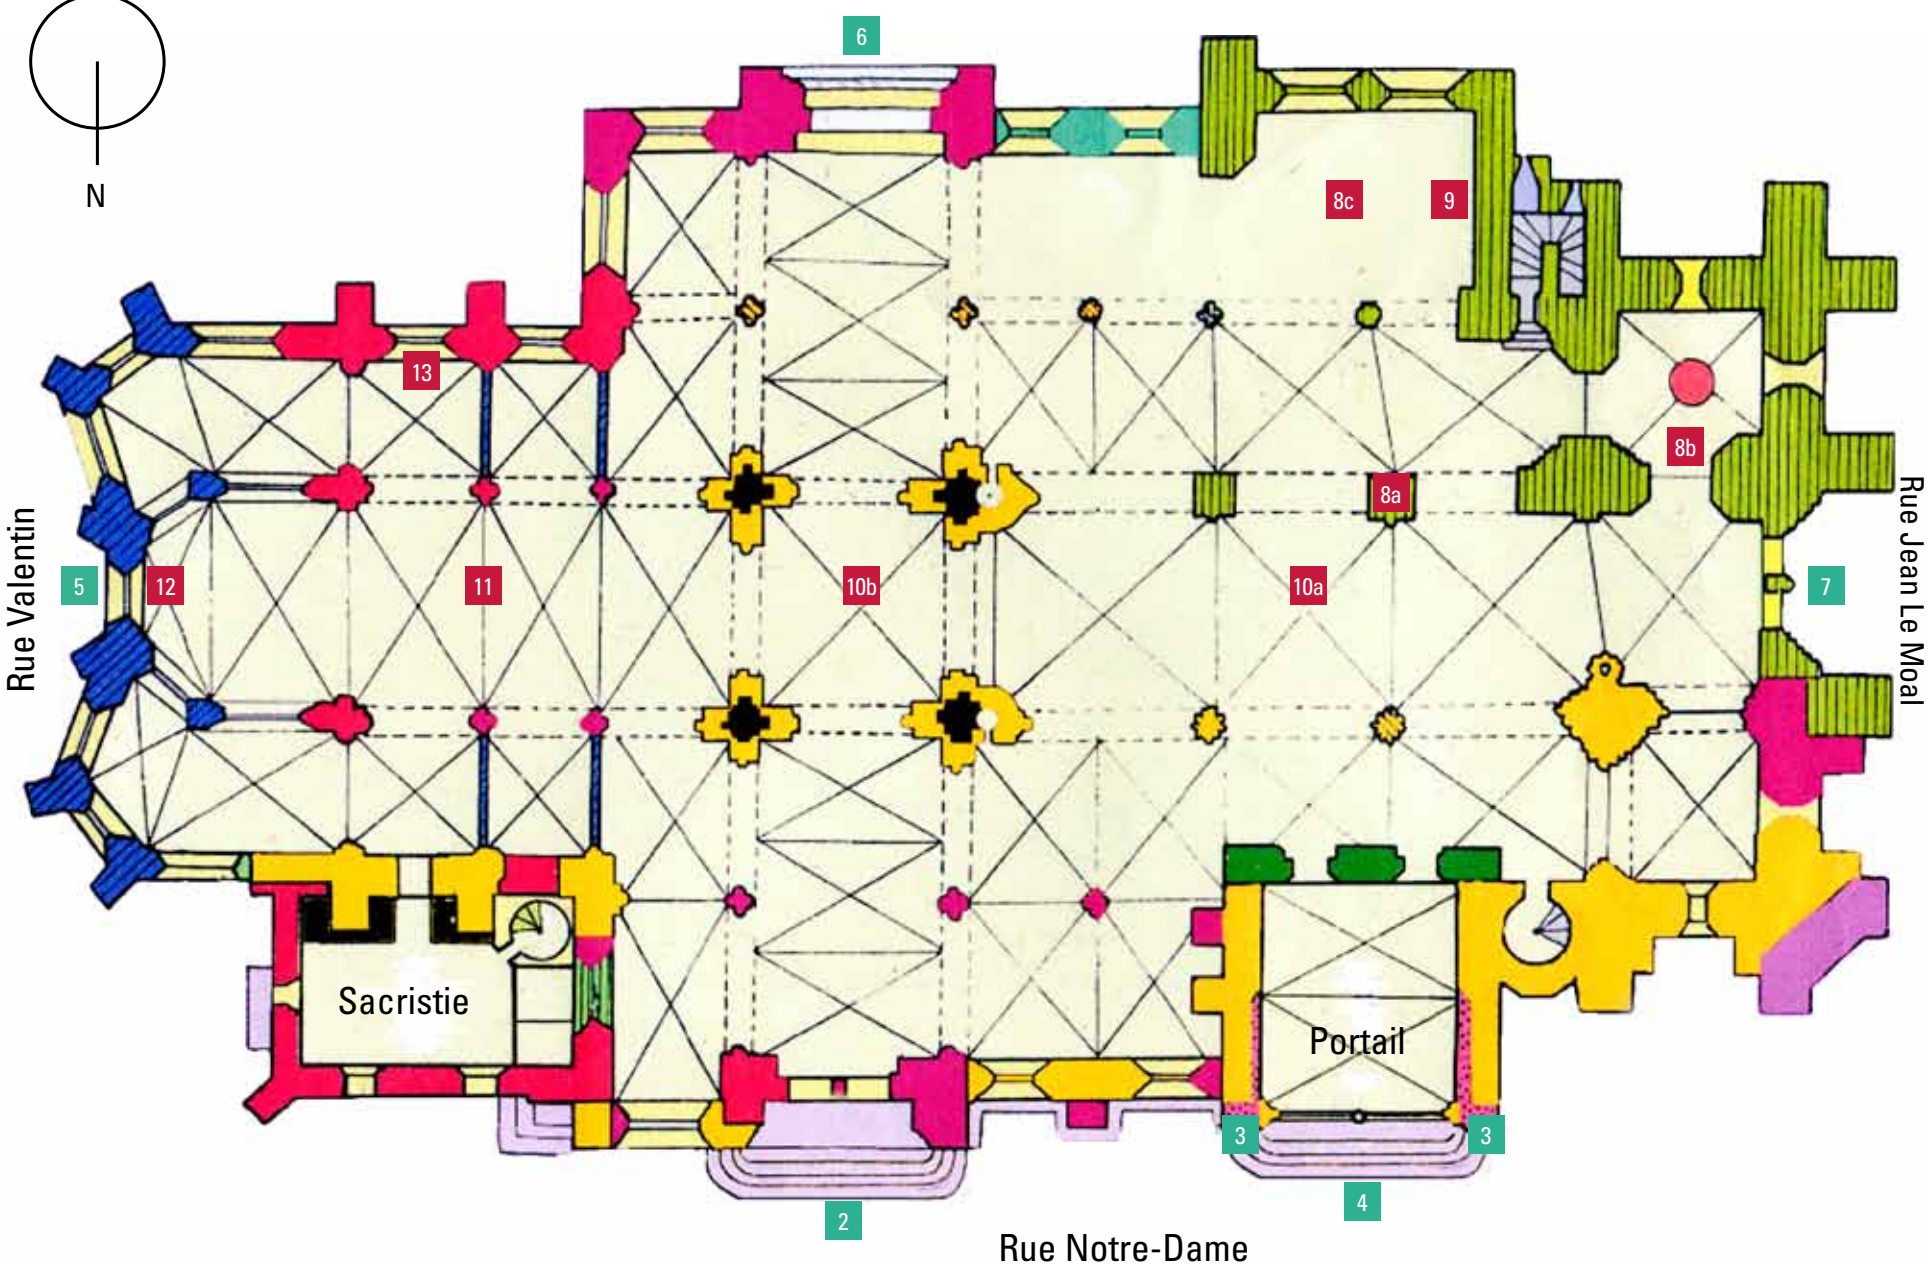 6
N
8c
9
13
8b
8a
Rue Valentin
5
12
11
10b
10a
7
Rue Jean Le Moal
Sacristie
Portail
3
3
2
4
Rue Notre-Dame